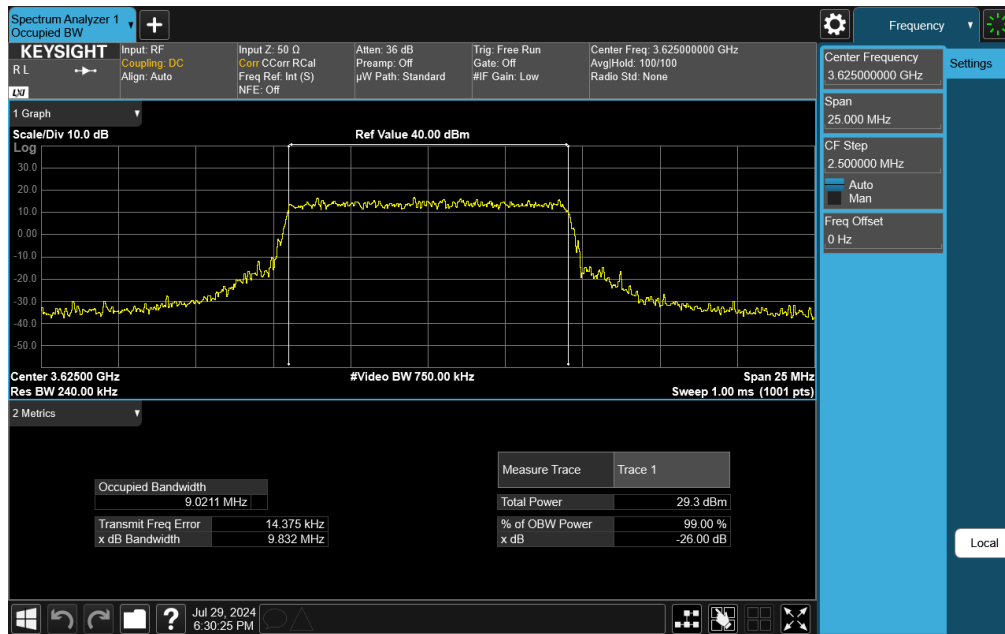 Spectrum Analyzer 1
Occupied BW
Frequency
KEYSIGHT
R L
LXI
Input: RF
Coupling: DC
Align: Auto
Input Z: 50 Ω
Corr CCorr RCal
Freq Ref: Int (S)
NFE: Off
Atten: 36 dB
Preamp: Off
µW Path: Standard
Trig: Free Run
Gate: Off
#IF Gain: Low
Center Freq: 3.625000000 GHz
Avg|Hold: 100/100
Radio Std: None
Center Frequency
3.625000000 GHz
Settings
Span
25.000 MHz
CF Step
2.500000 MHz
Auto
Man
Freq Offset
0 Hz
1 Graph
Scale/Div 10.0 dB
Ref Value 40.00 dBm
Log
30.0
20.0
10.0
0.00
-10.0
-20.0
-30.0
-40.0
-50.0
Center 3.62500 GHz
#Video BW 750.00 kHz
Span 25 MHz
Res BW 240.00 kHz
Sweep 1.00 ms (1001 pts)
2 Metrics
Occupied Bandwidth
9.0211 MHz
Transmit Freq Error 14.375 kHz
x dB Bandwidth 9.832 MHz
Measure Trace Trace 1
Total Power 29.3 dBm
% of OBW Power 99.00 %
x dB -26.00 dB
Local
?
Jul 29, 2024
6:30:25 PM